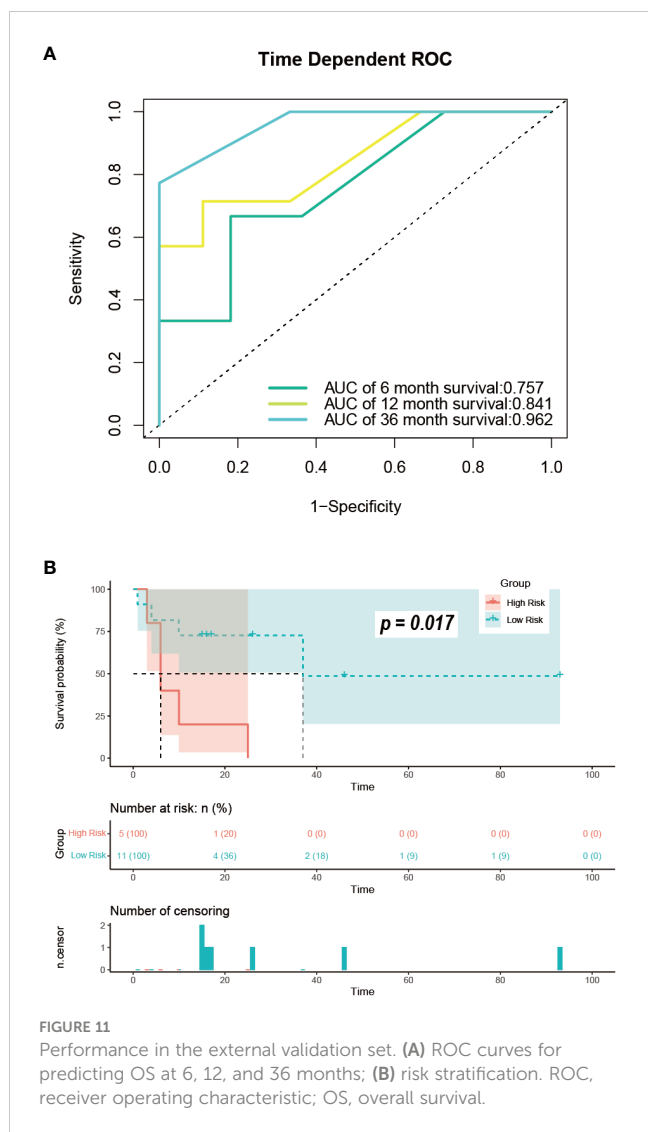 A
Time Dependent ROC
1.0
0.8
0.6
0.4
0.2
0.0
Sensitivity
AUC of 6 month survival:0.757
AUC of 12 month survival:0.841
AUC of 36 month survival:0.962
0.0 0.2 0.4 0.6 0.8 1.0
1−Specificity
B
Group
High Risk
Low Risk
p = 0.017
100
75
50
25
0
Survival probability (%)
0 20 40 60 80 100
Time
Number at risk: n (%)
Group
High Risk 5 (100) 1 (20) 0 (0) 0 (0) 0 (0) 0 (0)
Low Risk 11 (100) 4 (36) 2 (18) 1 (9) 1 (9) 0 (0)
0 20 40 60 80 100
Time
Number of censoring
2
1
0
n.censor
0 20 40 60 80 100
Time
FIGURE 11
Performance in the external validation set. (A) ROC curves for
predicting OS at 6, 12, and 36 months; (B) risk stratification. ROC,
receiver operating characteristic; OS, overall survival.